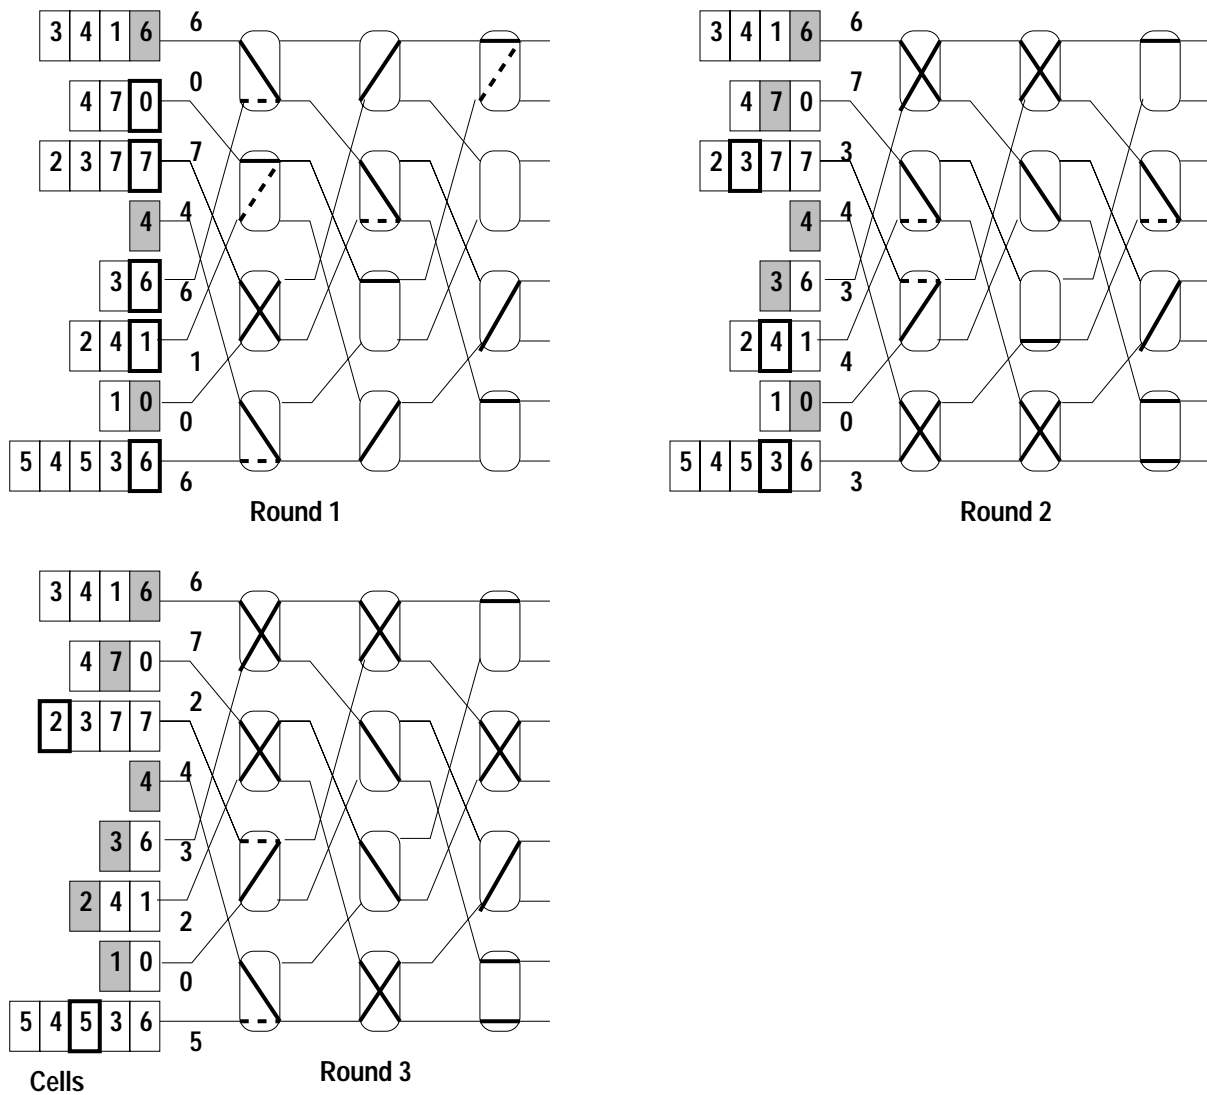 3 4 1 6 6
4 7 0 0
2 3 7 7 7
4 4
3 6 6
2 4 1 1
1 0 0
5 4 5 3 6 6
Round 1
3 4 1 6 6
4 7 0 7
2 3 7 7 3
4 4
3 6 3
2 4 1 4
1 0 0
5 4 5 3 6 3
Round 2
3 4 1 6 6
4 7 0 7
2 3 7 7 2
4 4
3 6 3
2 4 1 2
1 0 0
5 4 5 3 6 5
Cells
Round 3